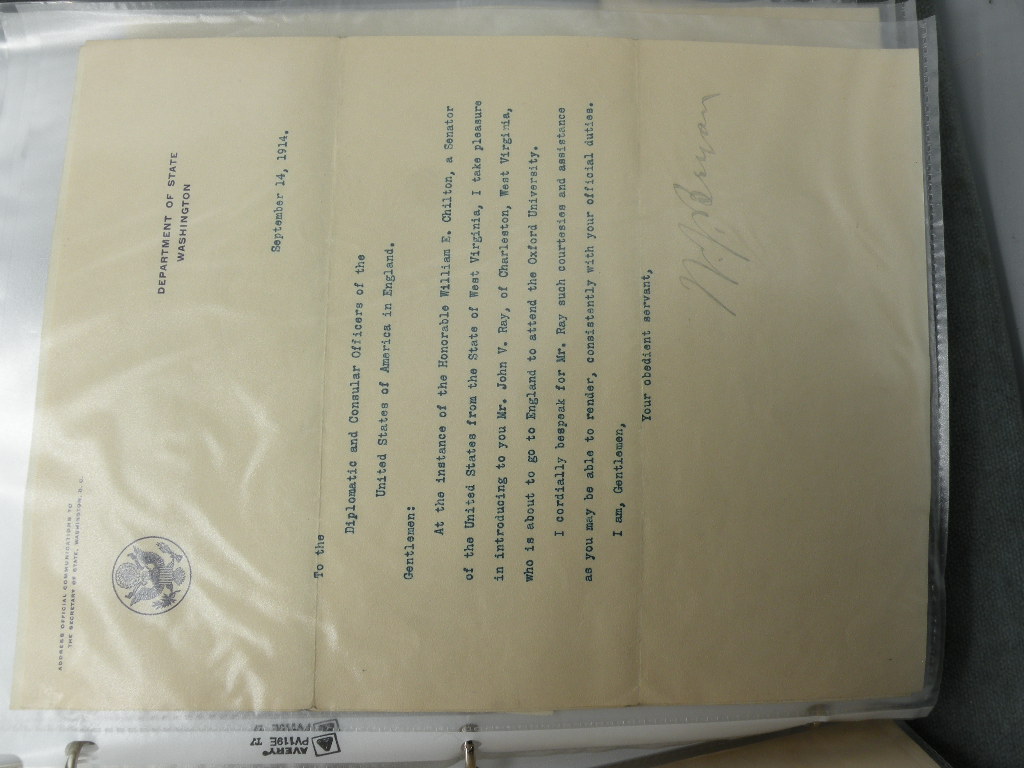 ADDRESS OFFICIAL COMMUNICATIONS TO
THE SECRETARY OF STATE, WASHINGTON, D. C.
DEPARTMENT OF STATE
WASHINGTON
September 14, 1914.
To the
Diplomatic and Consular Officers of the
United States of America in England.
Gentlemen:
At the instance of the Honorable William E. Chilton, a Senator
of the United States from the State of West Virginia, I take pleasure
in introducing to you Mr. John V. Ray, of Charleston, West Virginia,
who is about to go to England to attend the Oxford University.
I cordially bespeak for Mr. Ray such courtesies and assistance
as you may be able to render, consistently with your official duties.
I am, Gentlemen,
Your obedient servant,
W. J. Bryan
AVERY®
PV119E 17